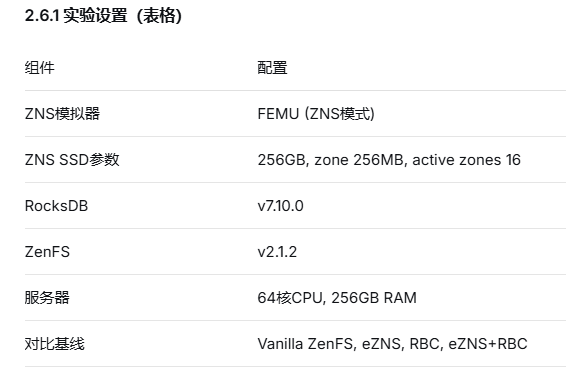 2.6.1 实验设置（表格）
组件 配置
ZNS模拟器 FEMU (ZNS模式)
ZNS SSD参数 256GB, zone 256MB, active zones 16
RocksDB v7.10.0
ZenFS v2.1.2
服务器 64核CPU, 256GB RAM
对比基线 Vanilla ZenFS, eZNS, RBC, eZNS+RBC